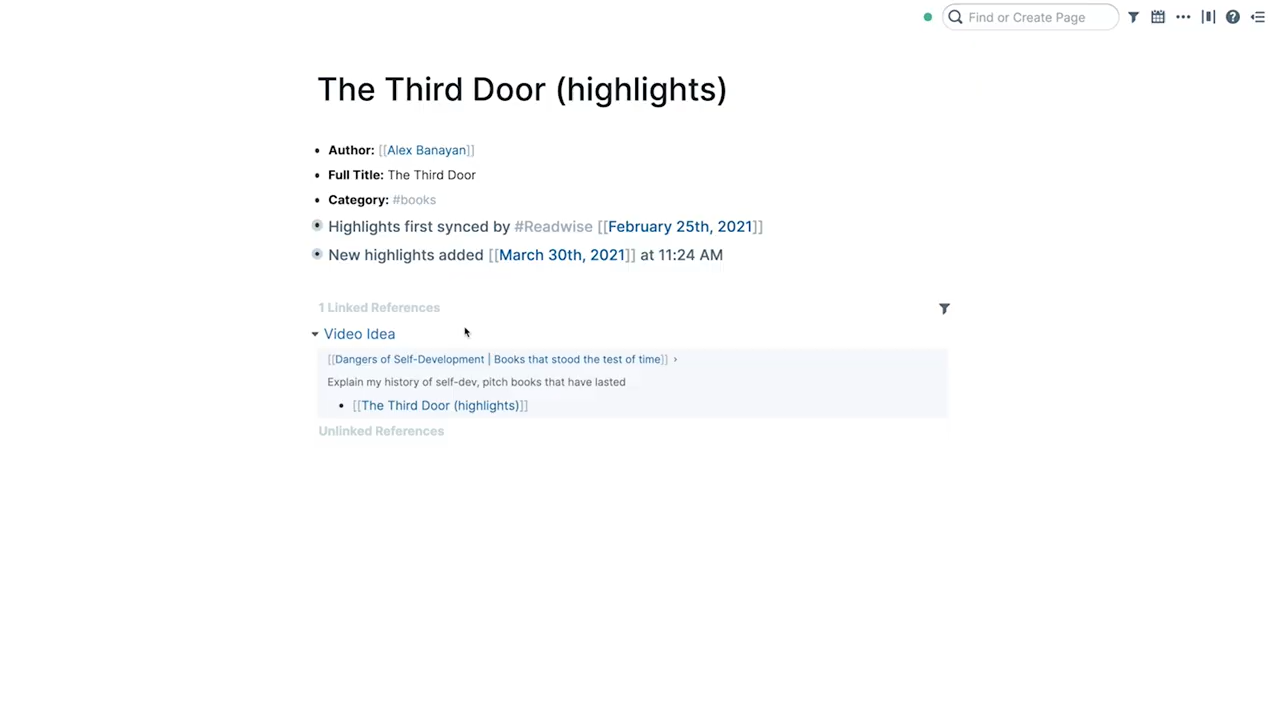 Find or Create Page
The Third Door (highlights)
Author: [[Alex Banayan]]
Full Title: The Third Door
Category: #books
Highlights first synced by #Readwise [[February 25th, 2021]]
New highlights added [[March 30th, 2021]] at 11:24 AM
1 Linked References
Video Idea
[[Dangers of Self-Development | Books that stood the test of time]] ›
Explain my history of self-dev, pitch books that have lasted
[[The Third Door (highlights)]]
Unlinked References